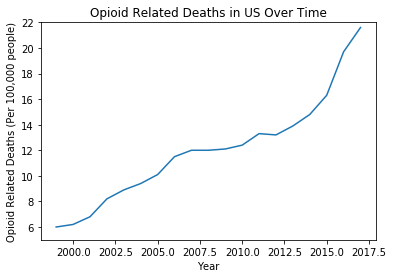 Opioid Related Deaths in US Over Time
Opioid Related Deaths (Per 100,000 people)
22
20
18
16
14
12
10
8
6
2000.0 2002.5 2005.0 2007.5 2010.0 2012.5 2015.0 2017.5
Year